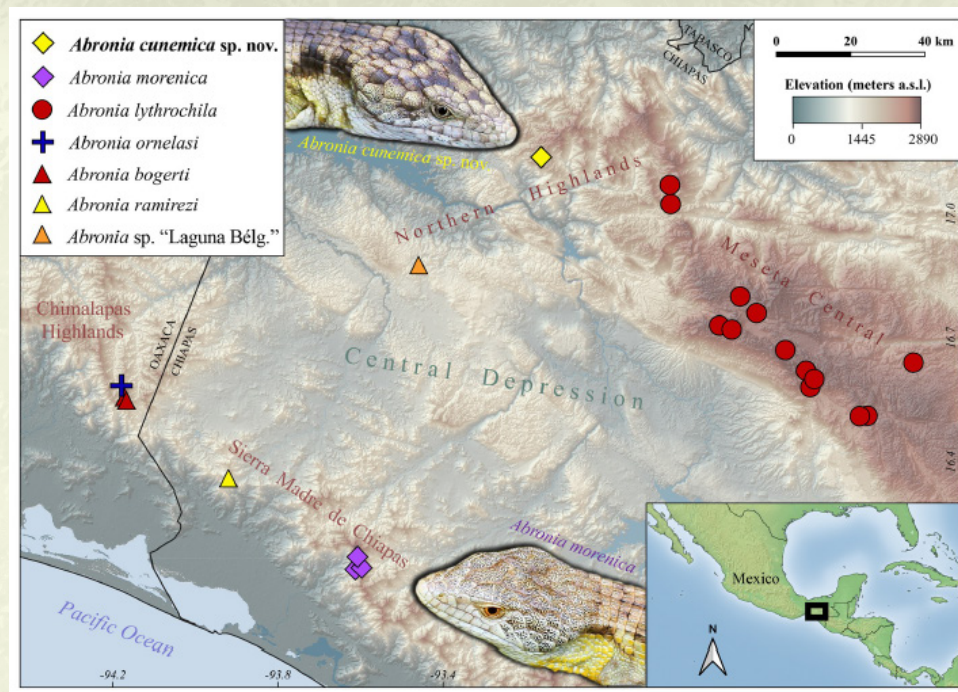 Abronia cunemica sp. nov.
Abronia morenica
Abronia lythrochila
Abronia ornelasi
Abronia bogerti
Abronia ramirezi
Abronia sp. “Laguna Bélg.”
TABASCO
CHIAPAS
0 20 40 km
Elevation (meters a.s.l.)
0 1445 2890
Abronia cunemica sp. nov.
Northern Highlands
17.0
Meseta Central
16.7
Chimalapas
Highlands
OAXACA
CHIAPAS
Central Depression
16.4
Sierra Madre de Chiapas
Abronia morenica
Pacific Ocean
Mexico
N
-94.2 -93.8 -93.4